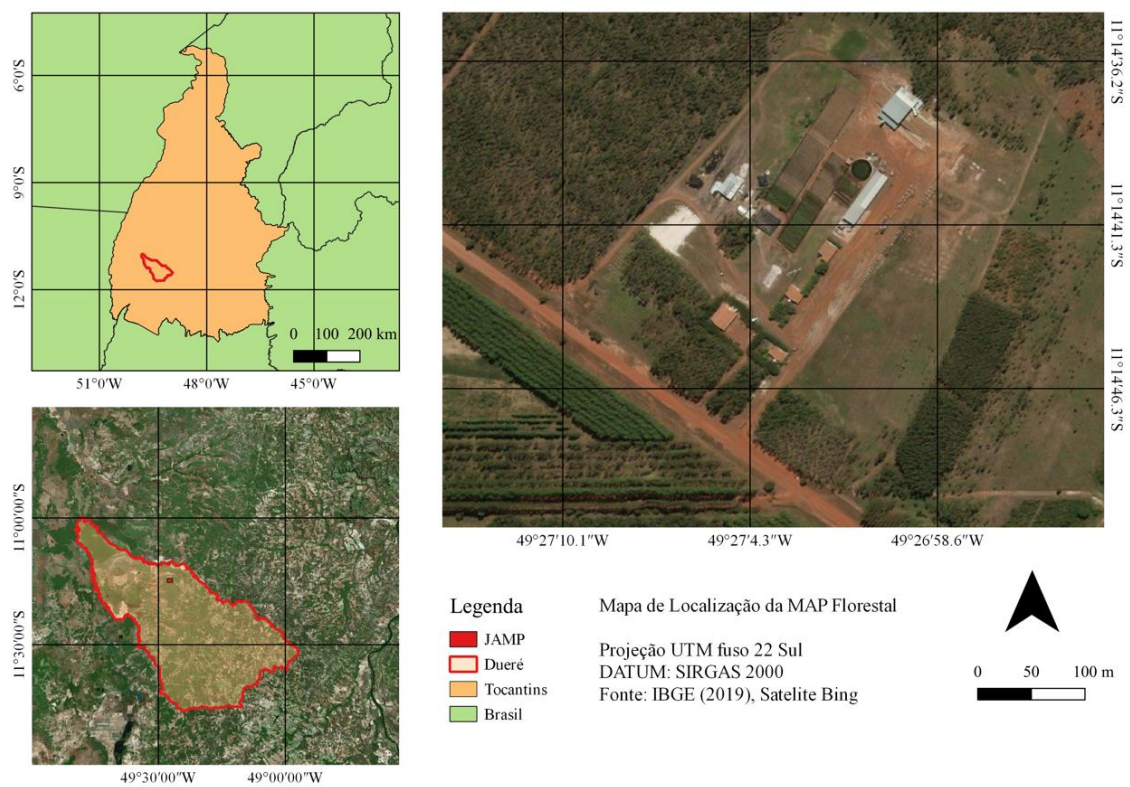 6°0'S
9°0'S
12°0'S
0 100 200 km
51°0'W 48°0'W 45°0'W
11°14'36.2"S
11°14'41.3"S
11°14'46.3"S
49°27'10.1"W 49°27'4.3"W 49°26'58.6"W
11°00'00"S
11°30'00"S
49°30'00"W 49°00'00"W
Legenda
JAMP
Dueré
Tocantins
Brasil
Mapa de Localização da MAP Florestal
Projeção UTM fuso 22 Sul
DATUM: SIRGAS 2000
Fonte: IBGE (2019), Satelite Bing
0 50 100 m